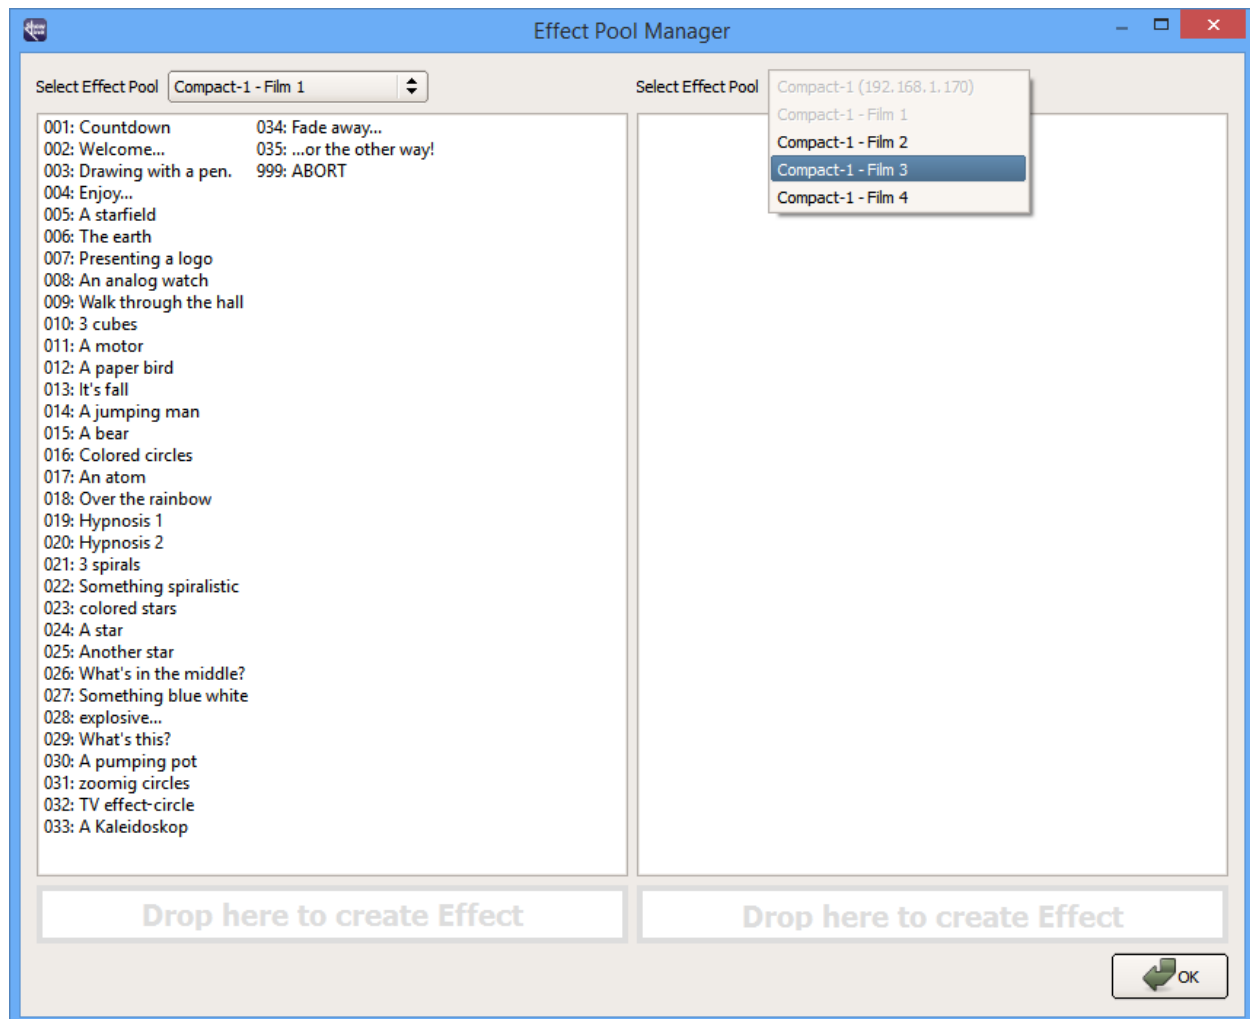 Effect Pool Manager
Select Effect Pool
Compact-1 - Film 1
001: Countdown
002: Welcome...
003: Drawing with a pen.
004: Enjoy...
005: A starfield
006: The earth
007: Presenting a logo
008: An analog watch
009: Walk through the hall
010: 3 cubes
011: A motor
012: A paper bird
013: It's fall
014: A jumping man
015: A bear
016: Colored circles
017: An atom
018: Over the rainbow
019: Hypnosis 1
020: Hypnosis 2
021: 3 spirals
022: Something spiralistic
023: colored stars
024: A star
025: Another star
026: What's in the middle?
027: Something blue white
028: explosive...
029: What's this?
030: A pumping pot
031: zoomig circles
032: TV effect-circle
033: A Kaleidoskop
034: Fade away...
035: ...or the other way!
999: ABORT
Drop here to create Effect
Select Effect Pool
Compact-1 (192.168.1.170)
Compact-1 - Film 1
Compact-1 - Film 2
Compact-1 - Film 3
Compact-1 - Film 4
Drop here to create Effect
OK